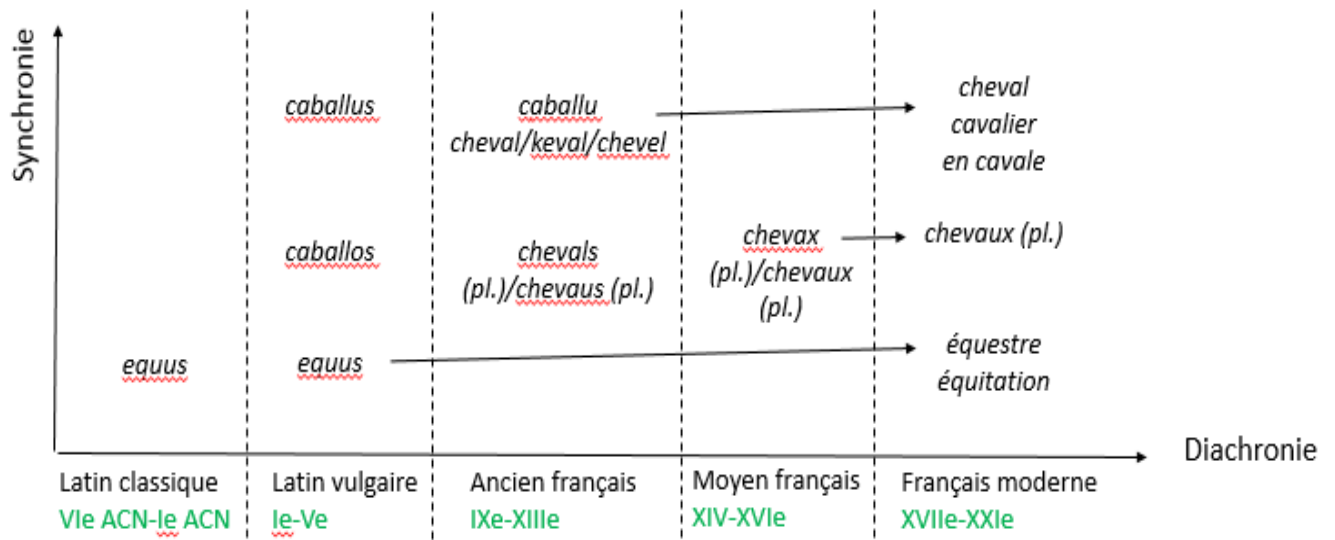 Synchronie
caballus
caballu
cheval/keval/chevel
cheval
cavalier
en cavale
caballos
chevals
(pl.)/chevaus (pl.)
chevax
(pl.)/chevaux
(pl.)
chevaux (pl.)
equus
equus
équestre
équitation
Diachronie
Latin classique
Latin vulgaire
Ancien français
Moyen français
Français moderne
VIe ACN-Ie ACN
Ie-Ve
IXe-XIIIe
XIV-XVIe
XVIIe-XXIe